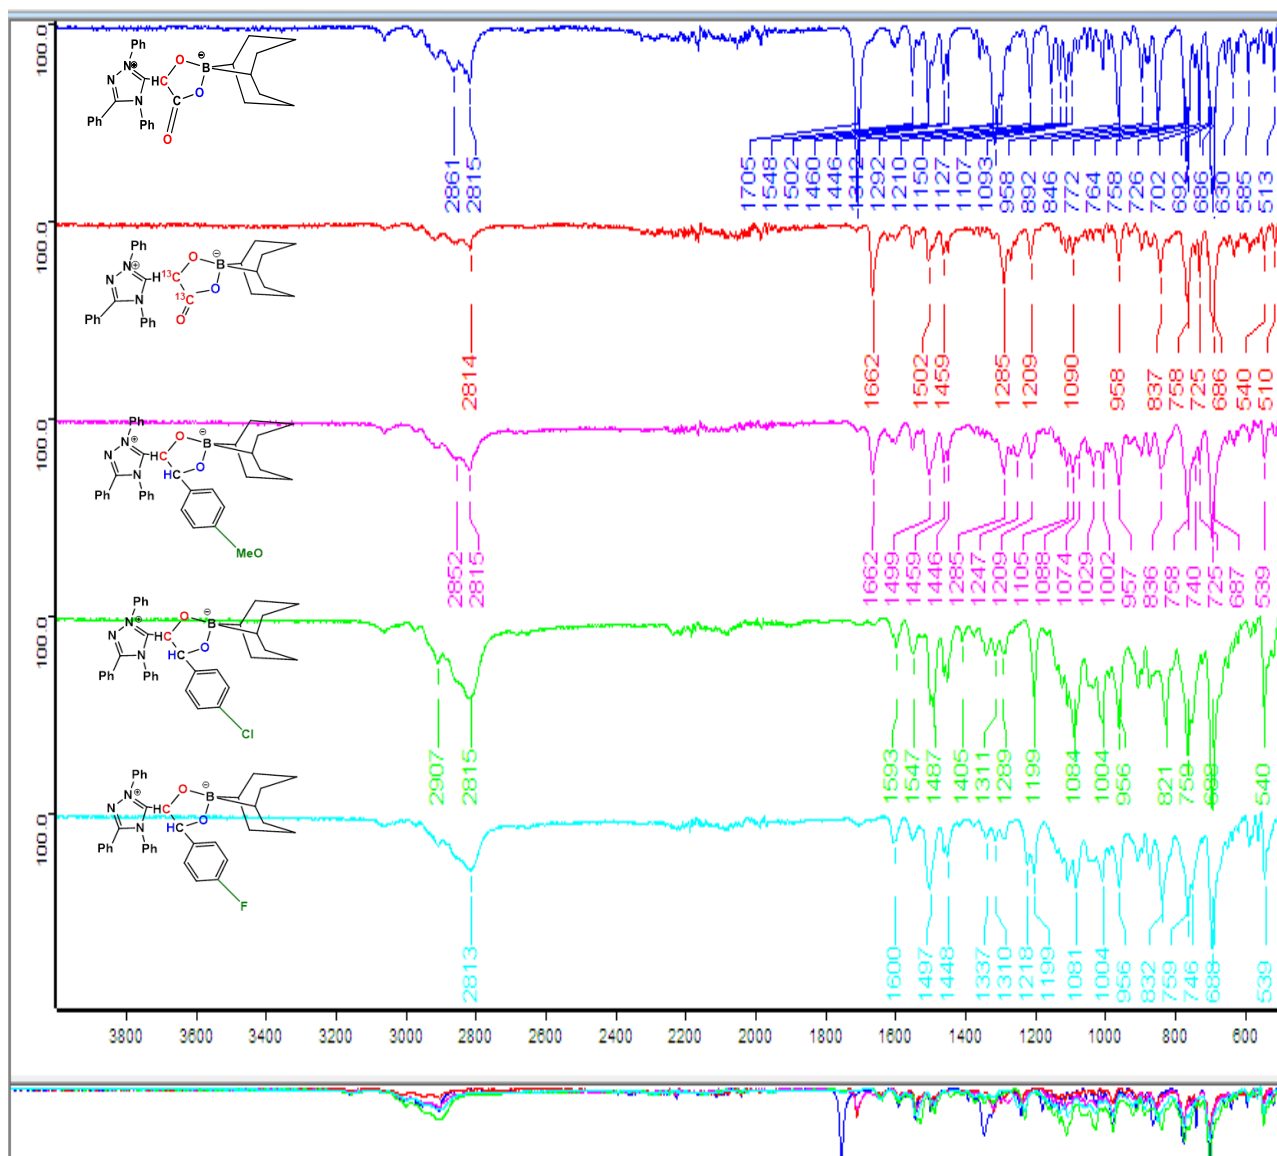 100.0
Ph
N⊕
N
N
Ph
Ph
HC
O
B
⊖
C
O
O
2861
2815
1705
1548
1502
1460
1446
1312
1292
1210
1150
1127
1107
1093
958
892
846
772
764
758
726
702
692
686
630
585
513
100.0
Ph
N⊕
N
N
Ph
Ph
H¹³C
O
B
⊖
¹³C
O
O
2814
1662
1502
1459
1285
1209
1090
958
837
758
725
686
540
510
100.0
Ph
N⊕
N
N
Ph
Ph
HC
O
B
⊖
HC
O
MeO
2852
2815
1662
1499
1459
1446
1285
1247
1209
1105
1088
1074
1029
1002
957
836
758
740
725
687
539
100.0
Ph
N⊕
N
N
Ph
Ph
HC
O
B
⊖
HC
O
Cl
2907
2815
1593
1547
1487
1405
1311
1289
1199
1084
1004
956
821
759
540
100.0
Ph
N⊕
N
N
Ph
Ph
HC
O
B
⊖
HC
O
F
2813
1600
1497
1448
1337
1310
1218
1199
1081
1004
956
832
759
746
688
539
3800 3600 3400 3200 3000 2800 2600 2400 2200 2000 1800 1600 1400 1200 1000 800 600